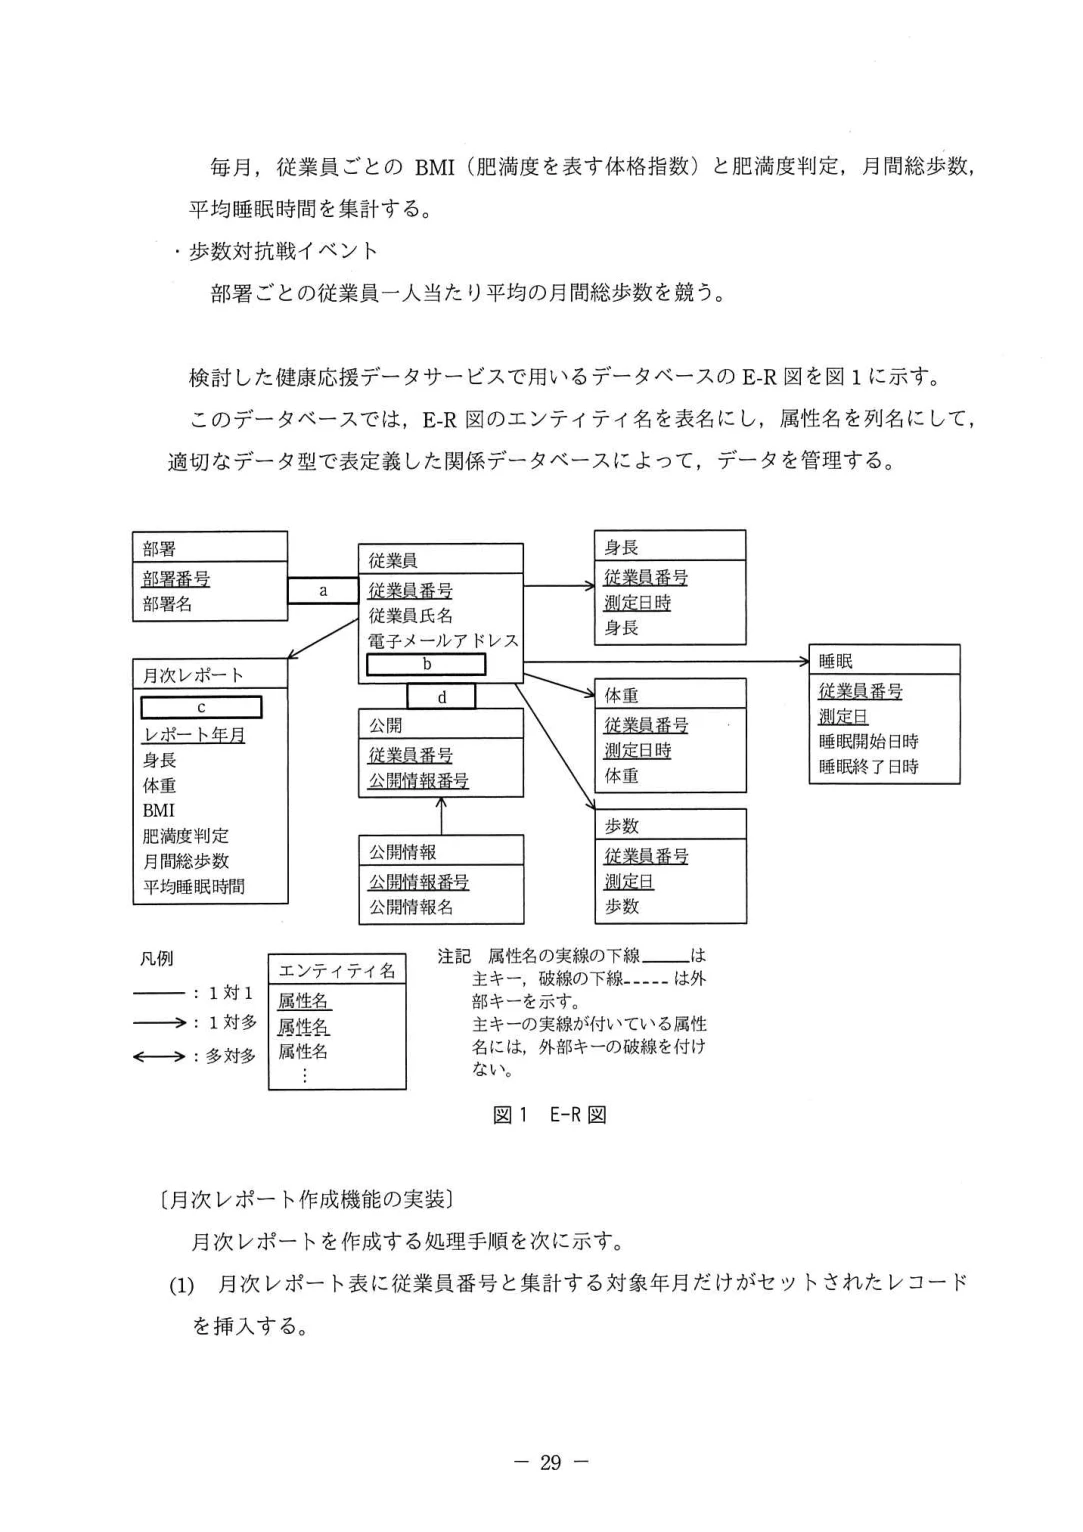 毎月，従業員ごとの BMI（肥満度を表す体格指数）と肥満度判定，月間総歩数，
平均睡眠時間を集計する。
・歩数対抗戦イベント
部署ごとの従業員一人当たり平均の月間総歩数を競う。
検討した健康応援データサービスで用いるデータベースの E-R 図を図 1 に示す。
このデータベースでは，E-R 図のエンティティ名を表名にし，属性名を列名にして，
適切なデータ型で表定義した関係データベースによって，データを管理する。
部署
部署番号
部署名
a
従業員
従業員番号
従業員氏名
電子メールアドレス
b
身長
従業員番号
測定日時
身長
月次レポート
c
レポート年月
身長
体重
BMI
肥満度判定
月間総歩数
平均睡眠時間
d
公開
従業員番号
公開情報番号
公開情報
公開情報番号
公開情報名
体重
従業員番号
測定日時
体重
睡眠
従業員番号
測定日
睡眠開始日時
睡眠終了日時
歩数
従業員番号
測定日
歩数
凡例
：1 対 1
：1 対多
：多対多
エンティティ名
属性名
属性名
属性名
⋮
注記　属性名の実線の下線＿＿＿は
主キー，破線の下線-----は外
部キーを示す。
主キーの実線が付いている属性
名には，外部キーの破線を付け
ない。
図 1　E-R 図
〔月次レポート作成機能の実装〕
月次レポートを作成する処理手順を次に示す。
(1)　月次レポート表に従業員番号と集計する対象年月だけがセットされたレコード
を挿入する。
― 29 ―